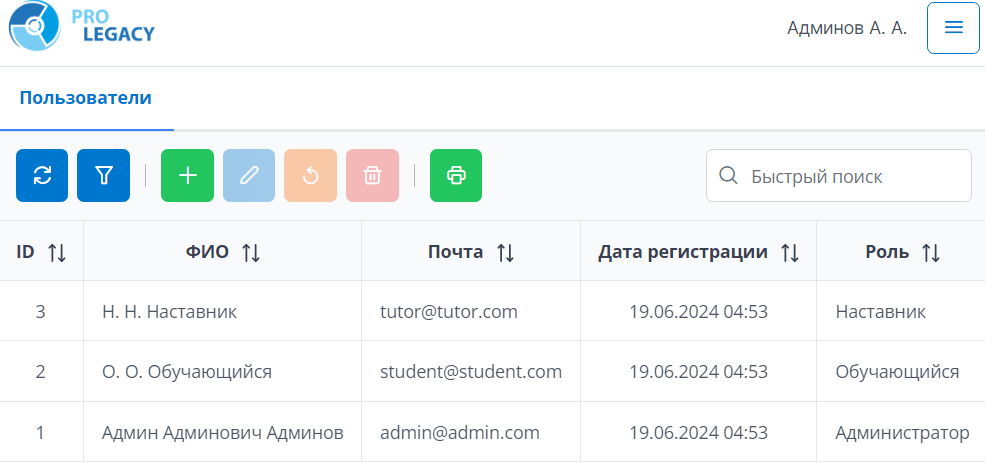 PRO
LEGACY
Админов А. А.
Пользователи
Быстрый поиск
ID ФИО Почта Дата регистрации Роль
3 Н. Н. Наставник tutor@tutor.com 19.06.2024 04:53 Наставник
2 О. О. Обучающийся student@student.com 19.06.2024 04:53 Обучающийся
1 Админ Админович Админов admin@admin.com 19.06.2024 04:53 Администратор